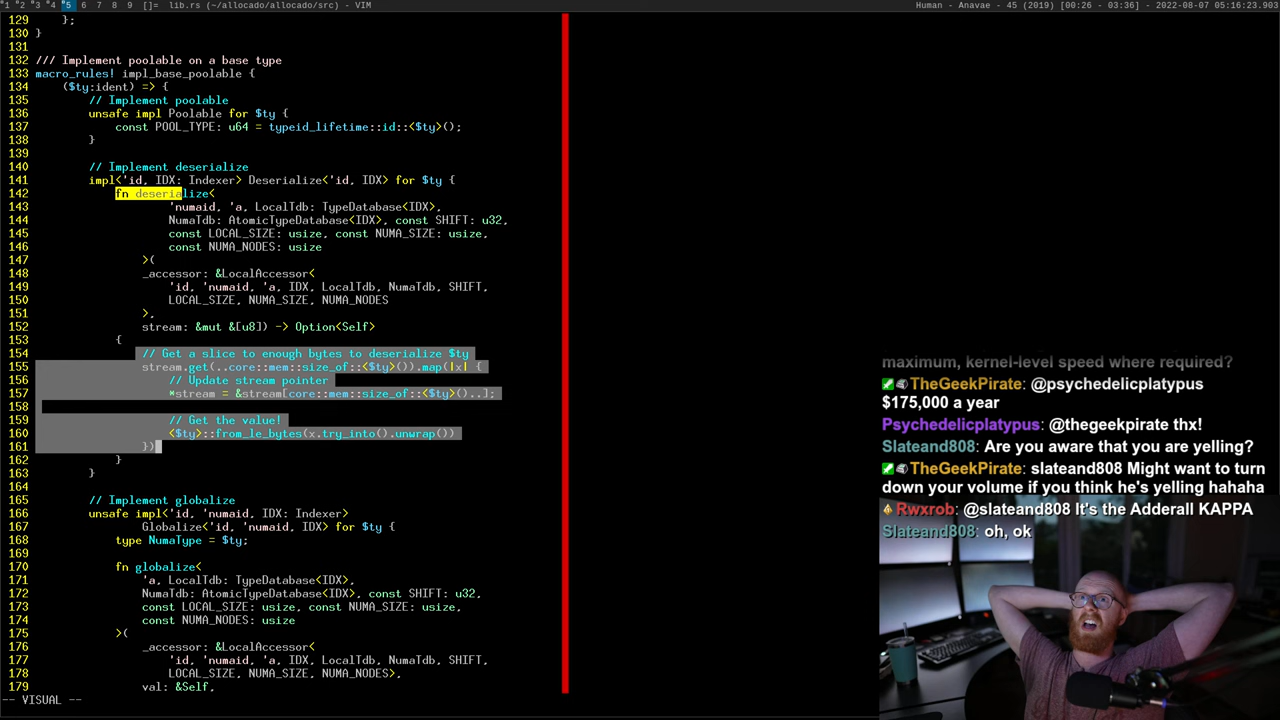 1 2 3 4 5 6 7 8 9 []= lib.rs (~/allocado/allocado/src) - VIM
Human - Anavae - 45 (2019) [00:26 - 03:36] - 2022-08-07 05:16:23.903
129 };
130 }
131
132 /// Implement poolable on a base type
133 macro_rules! impl_base_poolable {
134 ($ty:ident) => {
135 // Implement poolable
136 unsafe impl Poolable for $ty {
137 const POOL_TYPE: u64 = typeid_lifetime::id::<$ty>();
138 }
139
140 // Implement deserialize
141 impl<'id, IDX: Indexer> Deserialize<'id, IDX> for $ty {
142 fn deserialize<
143 'numaid, 'a, LocalTdb: TypeDatabase<IDX>,
144 NumaTdb: AtomicTypeDatabase<IDX>, const SHIFT: u32,
145 const LOCAL_SIZE: usize, const NUMA_SIZE: usize,
146 const NUMA_NODES: usize
147 >(
148 _accessor: &LocalAccessor<
149 'id, 'numaid, 'a, IDX, LocalTdb, NumaTdb, SHIFT,
150 LOCAL_SIZE, NUMA_SIZE, NUMA_NODES
151 >,
152 stream: &mut &[u8]) -> Option<Self>
153 {
154 // Get a slice to enough bytes to deserialize $ty
155 stream.get(..core::mem::size_of::<$ty>()).map(|x| {
156 // Update stream pointer
157 *stream = &stream[core::mem::size_of::<$ty>()..];
158
159 // Get the value!
160 <$ty>::from_le_bytes(x.try_into().unwrap())
161 })
162 }
163 }
164
165 // Implement globalize
166 unsafe impl<'id, 'numaid, IDX: Indexer>
167 Globalize<'id, 'numaid, IDX> for $ty {
168 type NumaType = $ty;
169
170 fn globalize<
171 'a, LocalTdb: TypeDatabase<IDX>,
172 NumaTdb: AtomicTypeDatabase<IDX>, const SHIFT: u32,
173 const LOCAL_SIZE: usize, const NUMA_SIZE: usize,
174 const NUMA_NODES: usize
175 >(
176 _accessor: &LocalAccessor<
177 'id, 'numaid, 'a, IDX, LocalTdb, NumaTdb, SHIFT,
178 LOCAL_SIZE, NUMA_SIZE, NUMA_NODES>,
179 val: &Self,
-- VISUAL --
maximum, kernel-level speed where required?
TheGeekPirate: @psychedelicplatypus
$175,000 a year
Psychedelicplatypus: @thegeekpirate thx!
Slateand808: Are you aware that you are yelling?
TheGeekPirate: slateand808 Might want to turn
down your volume if you think he's yelling hahaha
Rwxrob: @slateand808 It's the Adderall KAPPA
Slateand808: oh, ok